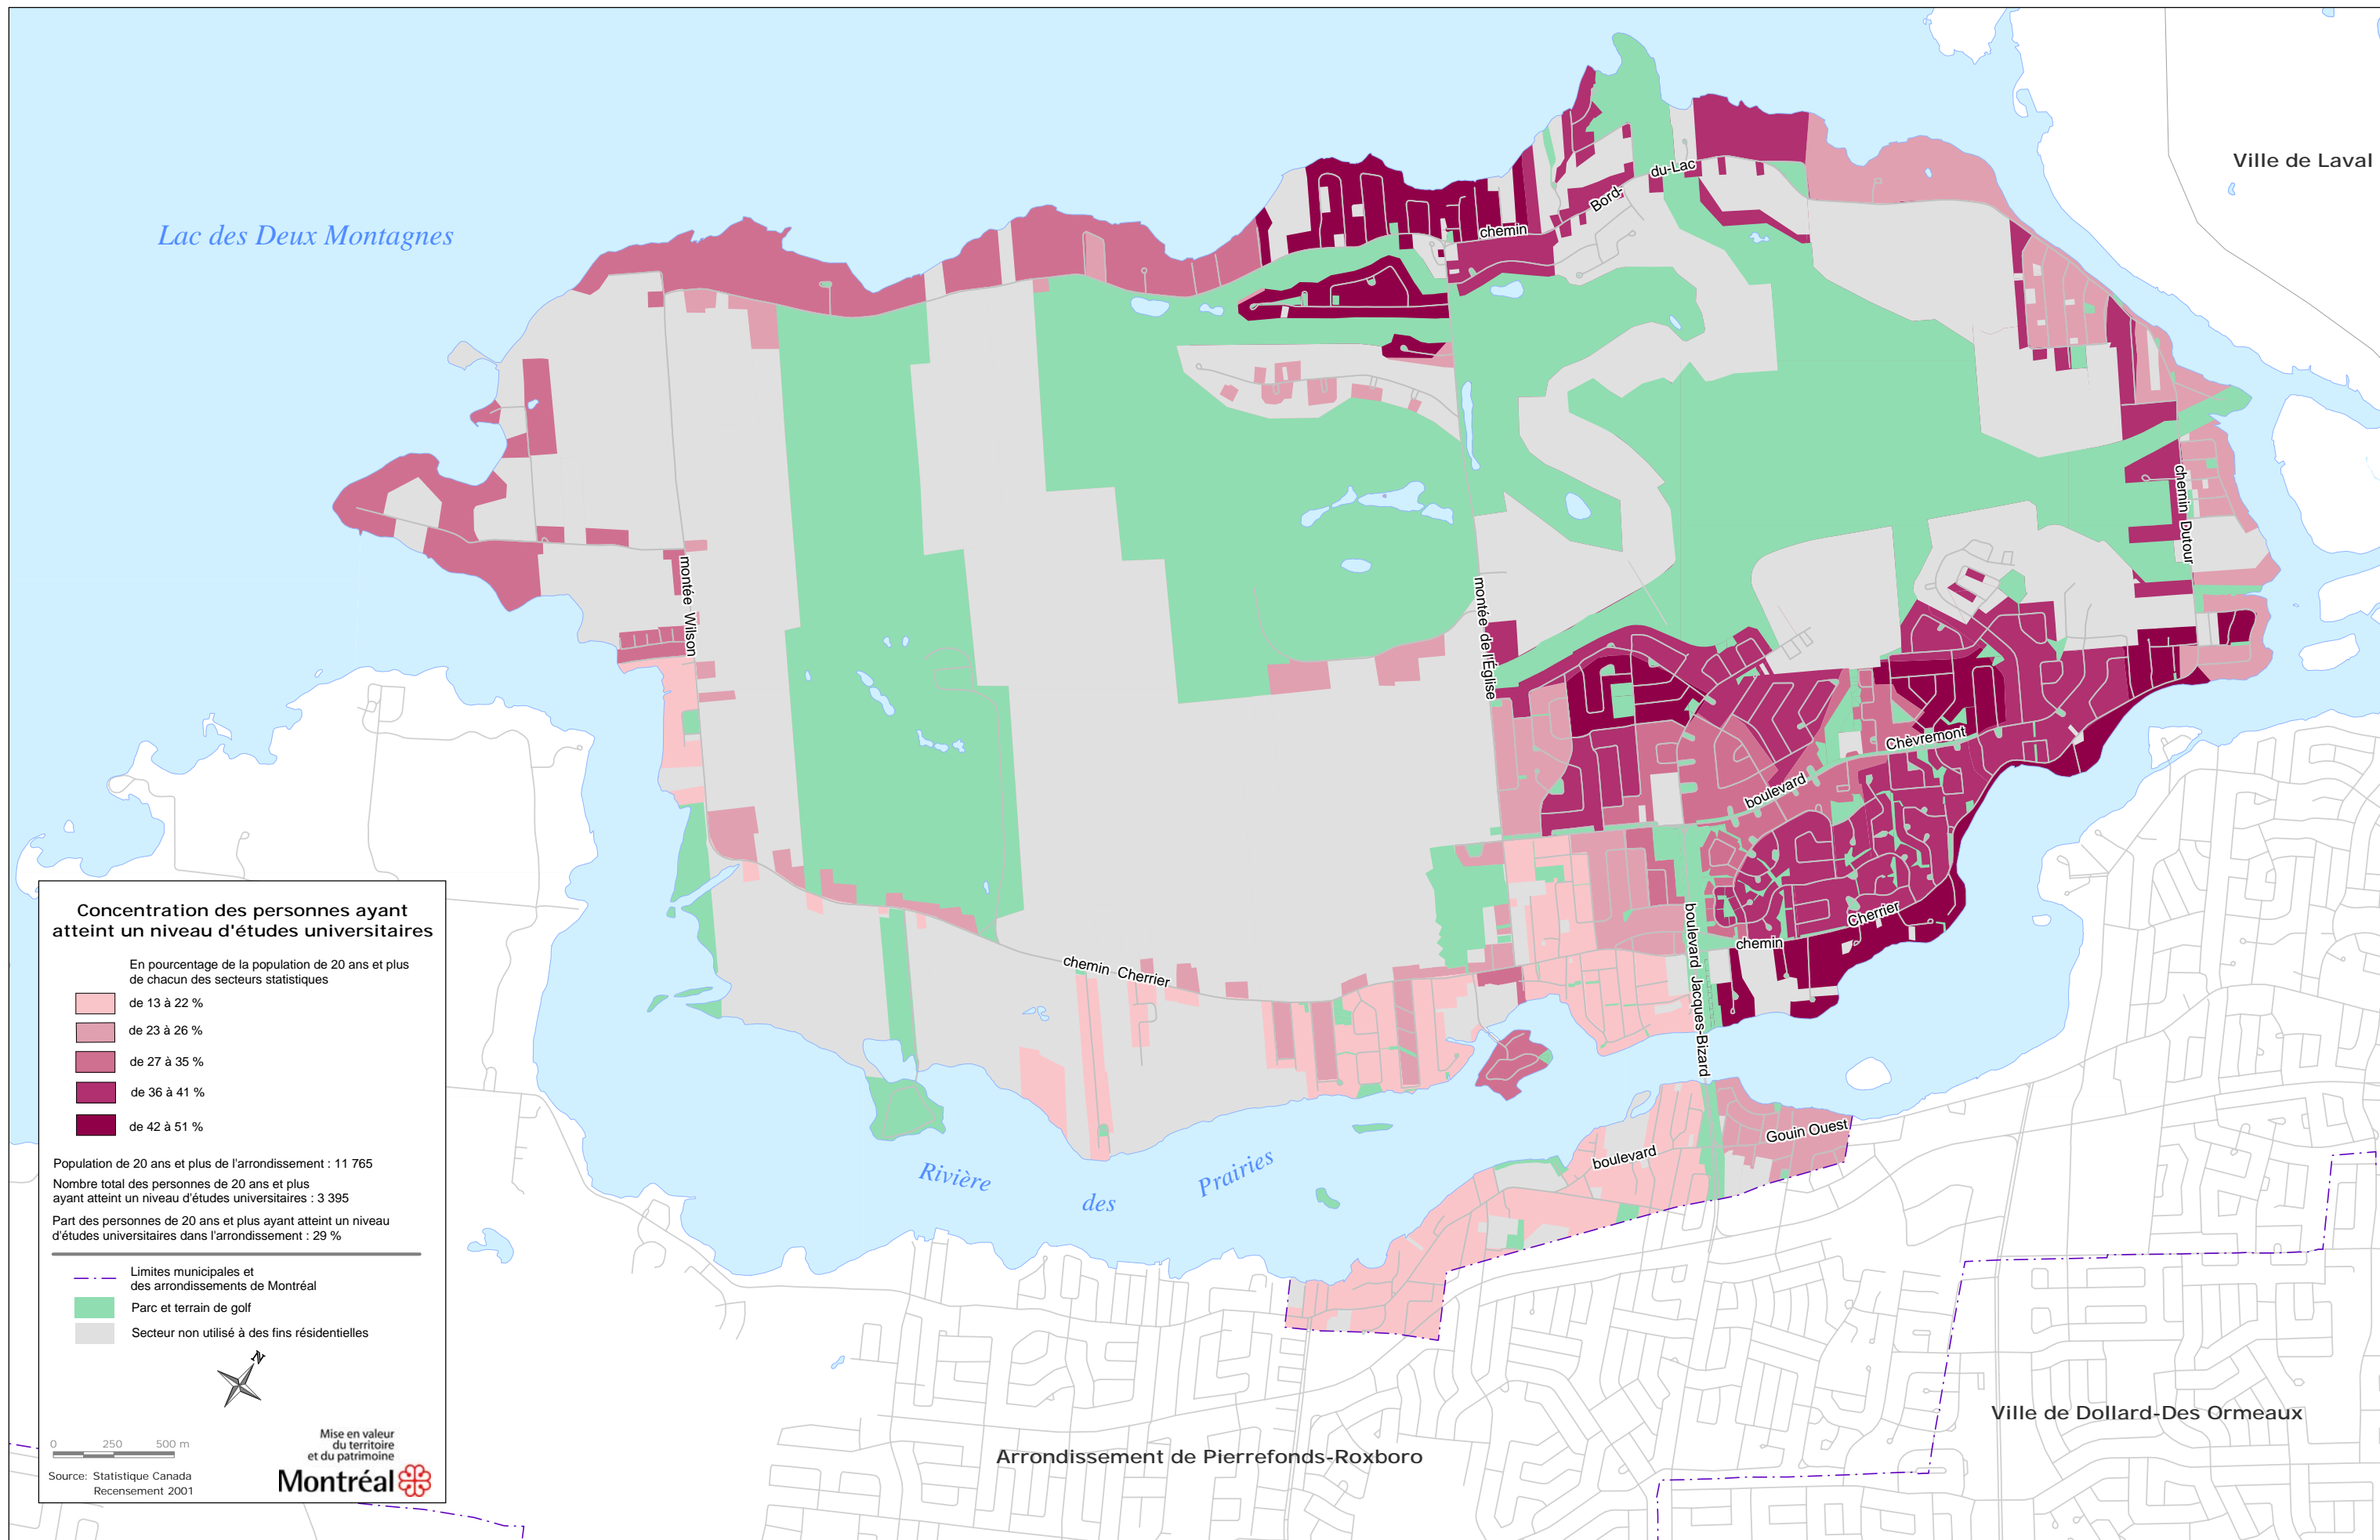 Ville de Laval
Lac des Deux Montagnes
du-Lac
Bord-
chemin
chemin Dutour
montée Wilson
montée de l'Église
Chèvremont
boulevard
Cherrier
chemin
boulevard Jacques-Bizard
chemin Cherrier
Gouin Ouest
boulevard
Rivière
des
Prairies
Ville de Dollard-Des Ormeaux
Arrondissement de Pierrefonds-Roxboro
Concentration des personnes ayant
atteint un niveau d'études universitaires
En pourcentage de la population de 20 ans et plus
de chacun des secteurs statistiques
de 13 à 22 %
de 23 à 26 %
de 27 à 35 %
de 36 à 41 %
de 42 à 51 %
Population de 20 ans et plus de l'arrondissement : 11 765
Nombre total des personnes de 20 ans et plus
ayant atteint un niveau d'études universitaires : 3 395
Part des personnes de 20 ans et plus ayant atteint un niveau
d'études universitaires dans l'arrondissement : 29 %
Limites municipales et
des arrondissements de Montréal
Parc et terrain de golf
Secteur non utilisé à des fins résidentielles
N
0 250 500 m
Source: Statistique Canada
Recensement 2001
Mise en valeur
du territoire
et du patrimoine
Montréal